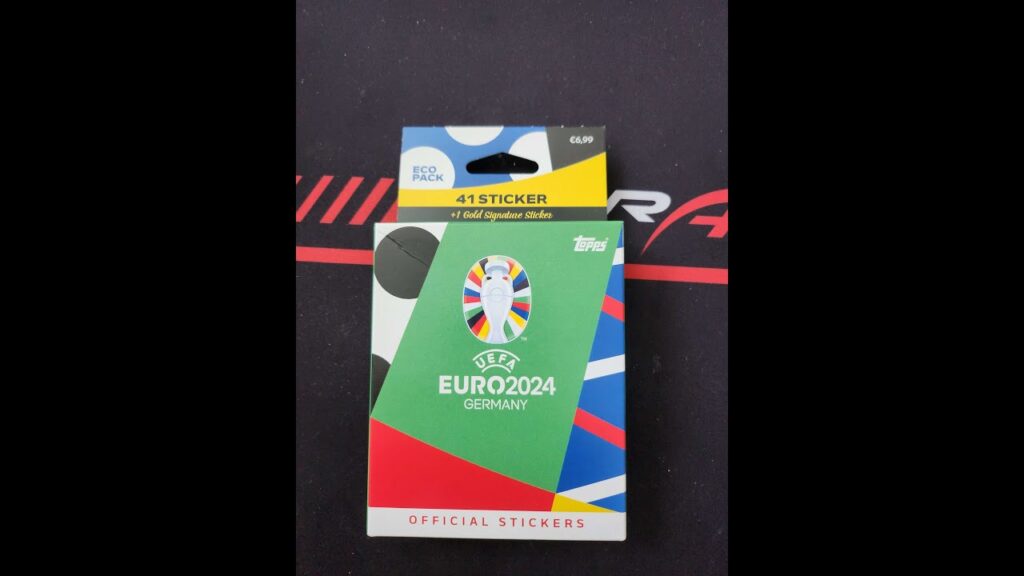 €6,99
ECO
PACK
41 STICKER
+1 Gold Signature Sticker
Topps
UEFA
EURO2024
GERMANY
OFFICIAL STICKERS